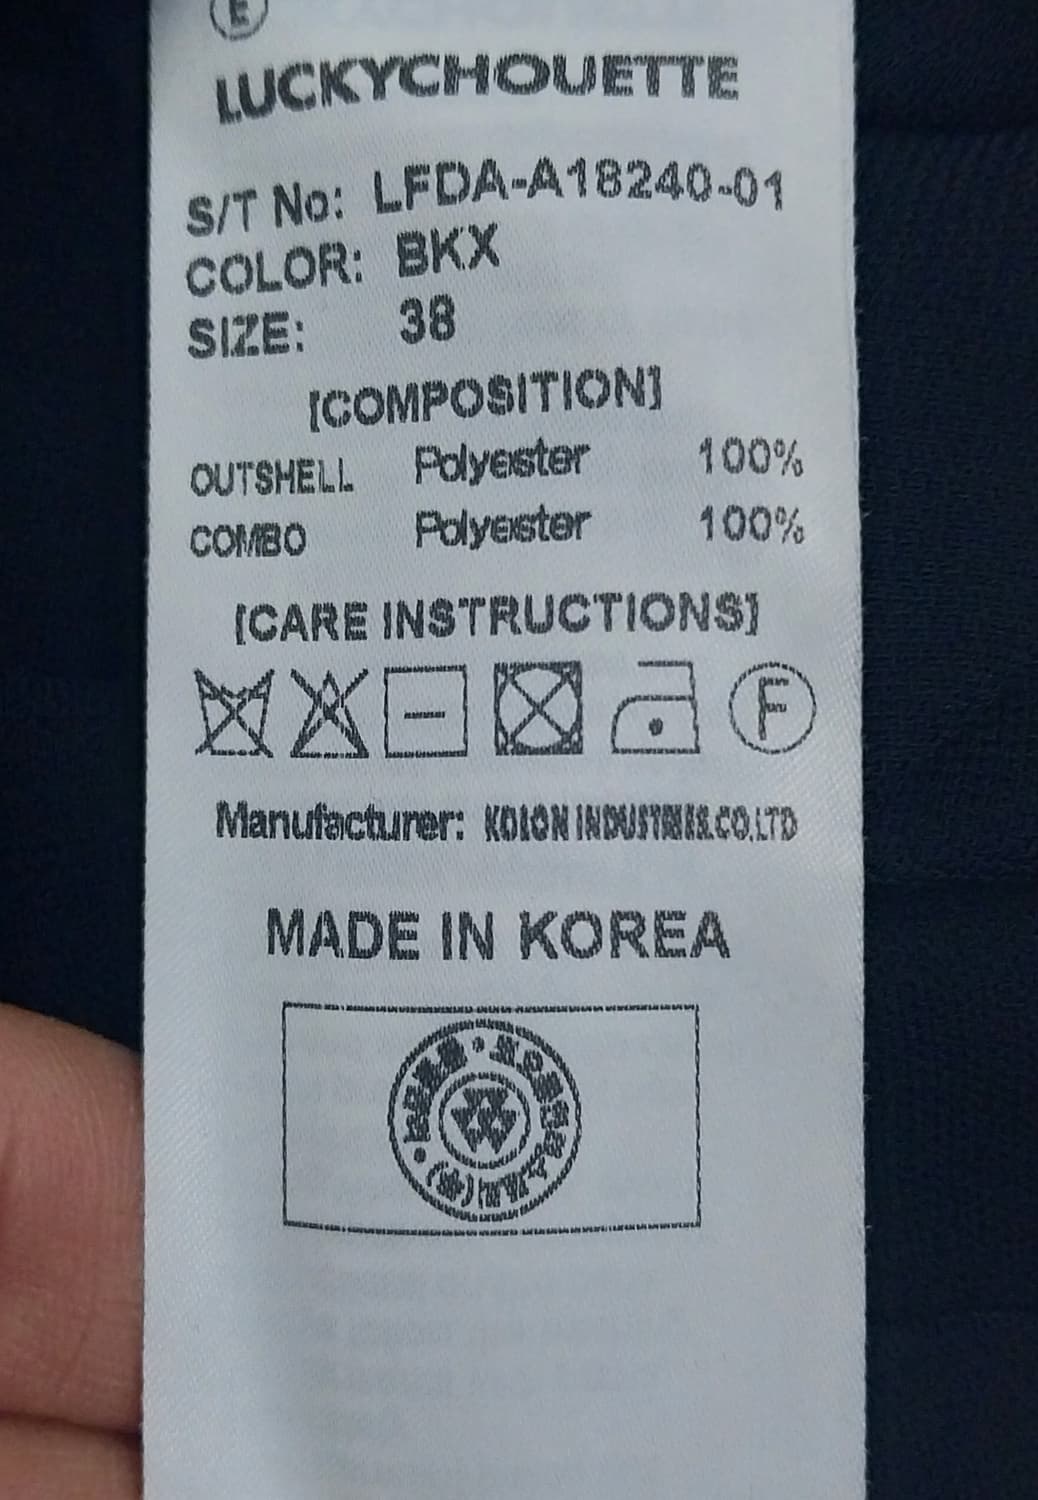 E
LUCKYCHOUETTE
S/T No: LFDA-A18240-01
COLOR: BKX
SIZE: 38
[COMPOSITION]
OUTSHELL Polyester 100%
COMBO Polyester 100%
[CARE INSTRUCTIONS]
F
Manufacturer: KOLON INDUSTRIES.CO.LTD
MADE IN KOREA